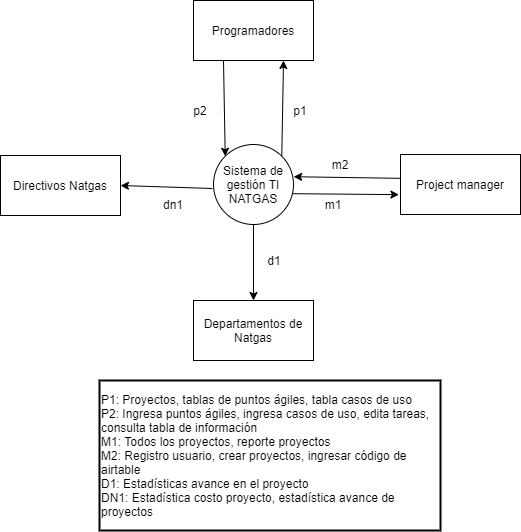 Programadores
p2
p1
Sistema de
gestión TI
NATGAS
m2
Directivos Natgas
Project manager
dn1
m1
d1
Departamentos de
Natgas
P1: Proyectos, tablas de puntos ágiles, tabla casos de uso
P2: Ingresa puntos ágiles, ingresa casos de uso, edita tareas,
consulta tabla de información
M1: Todos los proyectos, reporte proyectos
M2: Registro usuario, crear proyectos, ingresar código de
airtable
D1: Estadísticas avance en el proyecto
DN1: Estadística costo proyecto, estadística avance de
proyectos